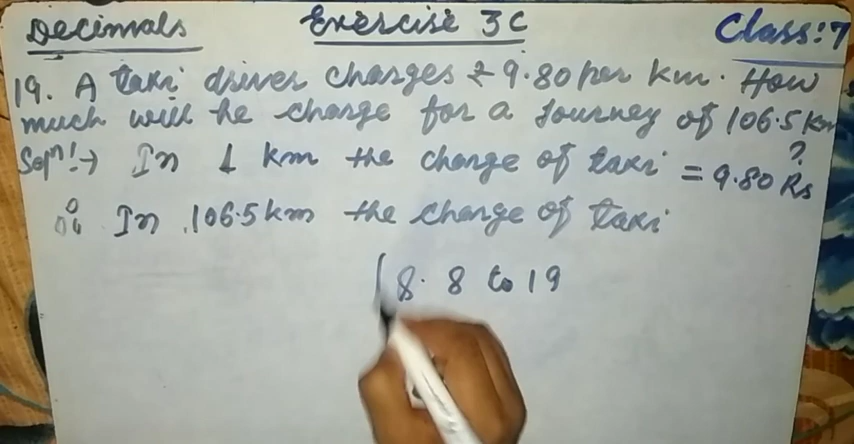 Decimals Exercise 3C Class:7
19. A taxi driver charges ₹ 9.80 per km. How
much will he charge for a journey of 106.5 km
?
Solⁿ:→ In 1 km the charge of taxi = 9.80 Rs
∴ In 106.5 km the charge of taxi
(8. 8 to 19